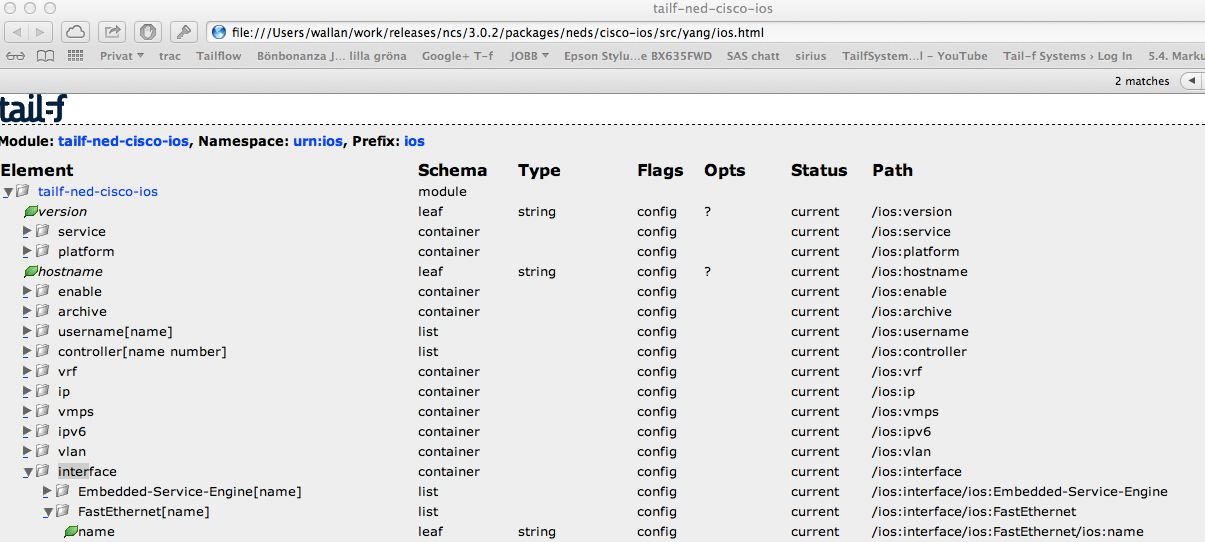 tailf-ned-cisco-ios
file:///Users/wallan/work/releases/ncs/3.0.2/packages/neds/cisco-ios/src/yang/ios.html
Privat trac Tailflow Bönbonanza J... lilla gröna Google+ T-f JOBB Epson Stylu...e BX635FWD SAS chatt sirius TailfSystem...l - YouTube Tail-f Systems › Log In 5.4. Marku
2 matches
tail-f
Module: tailf-ned-cisco-ios, Namespace: urn:ios, Prefix: ios
Element Schema Type Flags Opts Status Path
tailf-ned-cisco-ios module
version leaf string config ? current /ios:version
service container config current /ios:service
platform container config current /ios:platform
hostname leaf string config ? current /ios:hostname
enable container config current /ios:enable
archive container config current /ios:archive
username[name] list config current /ios:username
controller[name number] list config current /ios:controller
vrf container config current /ios:vrf
ip container config current /ios:ip
vmps container config current /ios:vmps
ipv6 container config current /ios:ipv6
vlan container config current /ios:vlan
interface container config current /ios:interface
Embedded-Service-Engine[name] list config current /ios:interface/ios:Embedded-Service-Engine
FastEthernet[name] list config current /ios:interface/ios:FastEthernet
name leaf string config current /ios:interface/ios:FastEthernet/ios:name